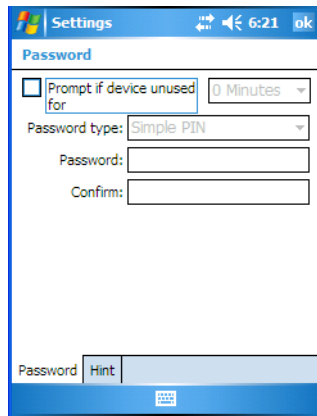 Settings 6:21 ok
Password
Prompt if device unused 0 Minutes
for
Password type: Simple PIN
Password:
Confirm:
Password Hint